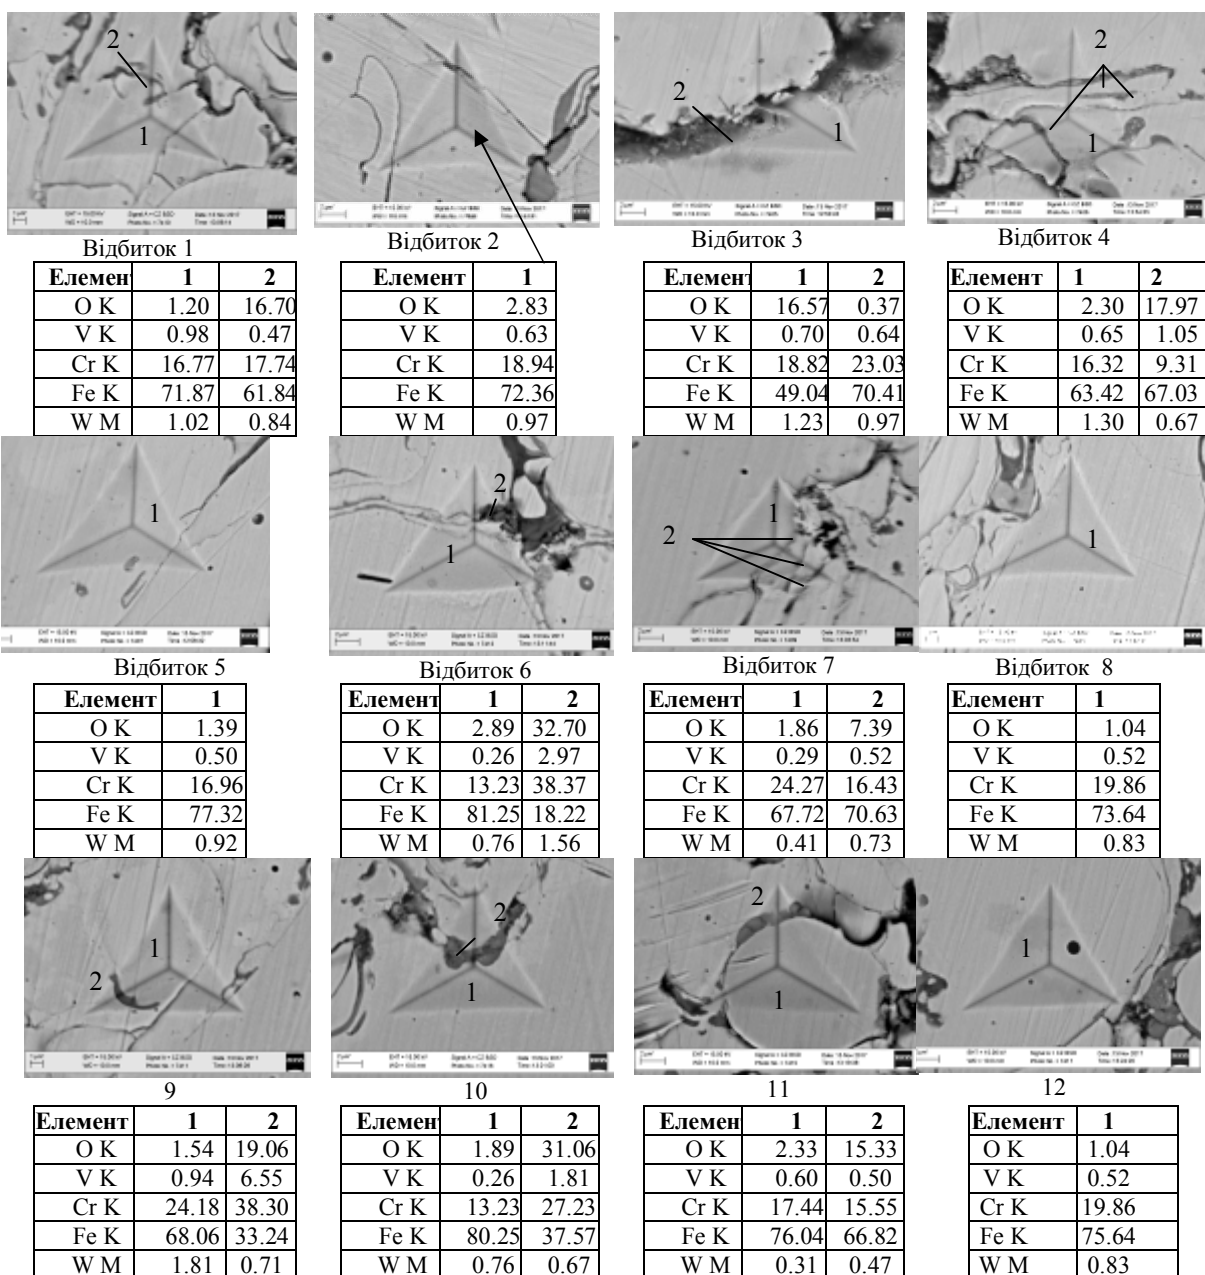 2
1
2
1
2
1
2
1
Відбиток 1
Відбиток 2
Відбиток 3
Відбиток 4
Елемент 1 2
O K 1.20 16.70
V K 0.98 0.47
Cr K 16.77 17.74
Fe K 71.87 61.84
W M 1.02 0.84
Елемент 1
O K 2.83
V K 0.63
Cr K 18.94
Fe K 72.36
W M 0.97
Елемент 1 2
O K 16.57 0.37
V K 0.70 0.64
Cr K 18.82 23.03
Fe K 49.04 70.41
W M 1.23 0.97
Елемент 1 2
O K 2.30 17.97
V K 0.65 1.05
Cr K 16.32 9.31
Fe K 63.42 67.03
W M 1.30 0.67
1
2
1
2
1
1
Відбиток 5
Відбиток 6
Відбиток 7
Відбиток 8
Елемент 1
O K 1.39
V K 0.50
Cr K 16.96
Fe K 77.32
W M 0.92
Елемент 1 2
O K 2.89 32.70
V K 0.26 2.97
Cr K 13.23 38.37
Fe K 81.25 18.22
W M 0.76 1.56
Елемент 1 2
O K 1.86 7.39
V K 0.29 0.52
Cr K 24.27 16.43
Fe K 67.72 70.63
W M 0.41 0.73
Елемент 1
O K 1.04
V K 0.52
Cr K 19.86
Fe K 73.64
W M 0.83
1
2
2
1
2
1
1
9
10
11
12
Елемент 1 2
O K 1.54 19.06
V K 0.94 6.55
Cr K 24.18 38.30
Fe K 68.06 33.24
W M 1.81 0.71
Елемент 1 2
O K 1.89 31.06
V K 0.26 1.81
Cr K 13.23 27.23
Fe K 80.25 37.57
W M 0.76 0.67
Елемен 1 2
O K 2.33 15.33
V K 0.60 0.50
Cr K 17.44 15.55
Fe K 76.04 66.82
W M 0.31 0.47
Елемент 1
O K 1.04
V K 0.52
Cr K 19.86
Fe K 75.64
W M 0.83